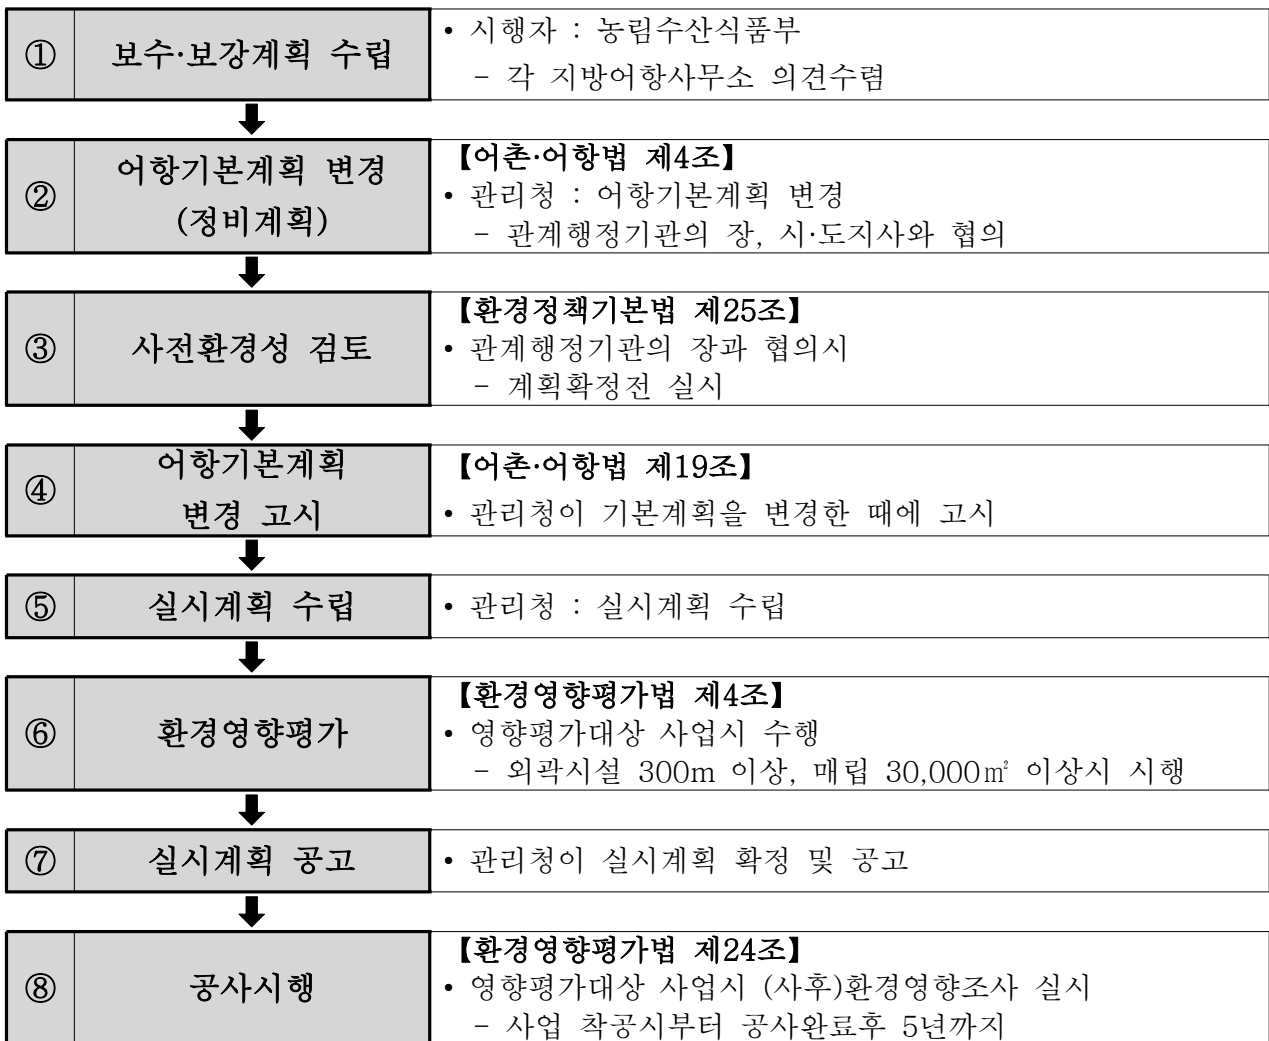 ①
보수·보강계획 수립
• 시행자 : 농림수산식품부
- 각 지방어항사무소 의견수렴
②
어항기본계획 변경
(정비계획)
【어촌·어항법 제4조】
• 관리청 : 어항기본계획 변경
- 관계행정기관의 장, 시·도지사와 협의
③
사전환경성 검토
【환경정책기본법 제25조】
• 관계행정기관의 장과 협의시
- 계획확정전 실시
④
어항기본계획
변경 고시
【어촌·어항법 제19조】
• 관리청이 기본계획을 변경한 때에 고시
⑤
실시계획 수립
• 관리청 : 실시계획 수립
⑥
환경영향평가
【환경영향평가법 제4조】
• 영향평가대상 사업시 수행
- 외곽시설 300m 이상, 매립 30,000㎡ 이상시 시행
⑦
실시계획 공고
• 관리청이 실시계획 확정 및 공고
⑧
공사시행
【환경영향평가법 제24조】
• 영향평가대상 사업시 (사후)환경영향조사 실시
- 사업 착공시부터 공사완료후 5년까지